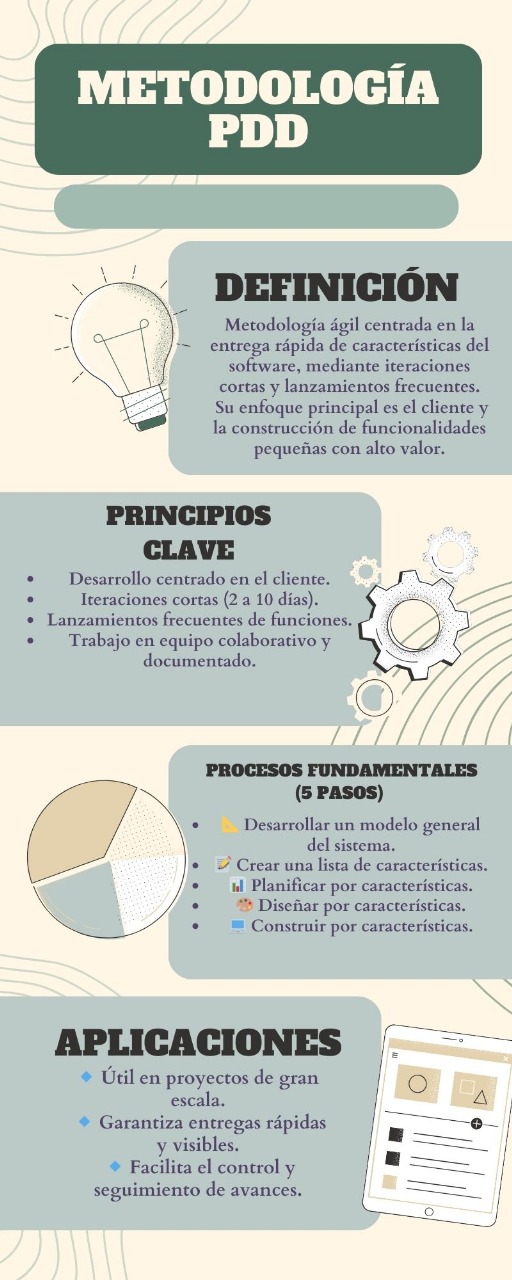 METODOLOGÍA
PDD
DEFINICIÓN
Metodología ágil centrada en la
entrega rápida de características del
software, mediante iteraciones
cortas y lanzamientos frecuentes.
Su enfoque principal es el cliente y
la construcción de funcionalidades
pequeñas con alto valor.
PRINCIPIOS
CLAVE
• Desarrollo centrado en el cliente.
• Iteraciones cortas (2 a 10 días).
• Lanzamientos frecuentes de funciones.
• Trabajo en equipo colaborativo y
documentado.
PROCESOS FUNDAMENTALES
(5 PASOS)
• 📐 Desarrollar un modelo general
del sistema.
• 📝 Crear una lista de características.
• 📊 Planificar por características.
• 🎨 Diseñar por características.
• 💻 Construir por características.
APLICACIONES
🔹 Útil en proyectos de gran
escala.
🔹 Garantiza entregas rápidas
y visibles.
🔹 Facilita el control y
seguimiento de avances.